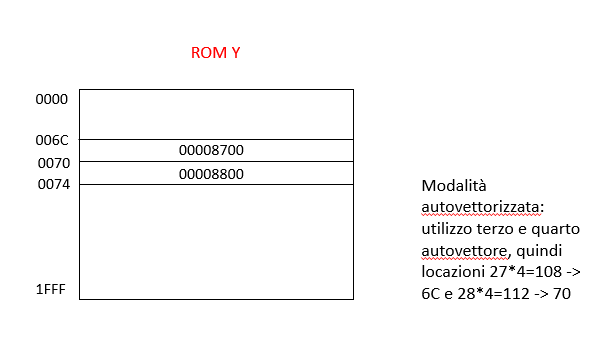 ROM Y
0000
006C
00008700
0070
00008800
0074
Modalità
autovettorizzata:
utilizzo terzo e quarto
autovettore, quindi
locazioni 27*4=108 ->
6C e 28*4=112 -> 70
1FFF